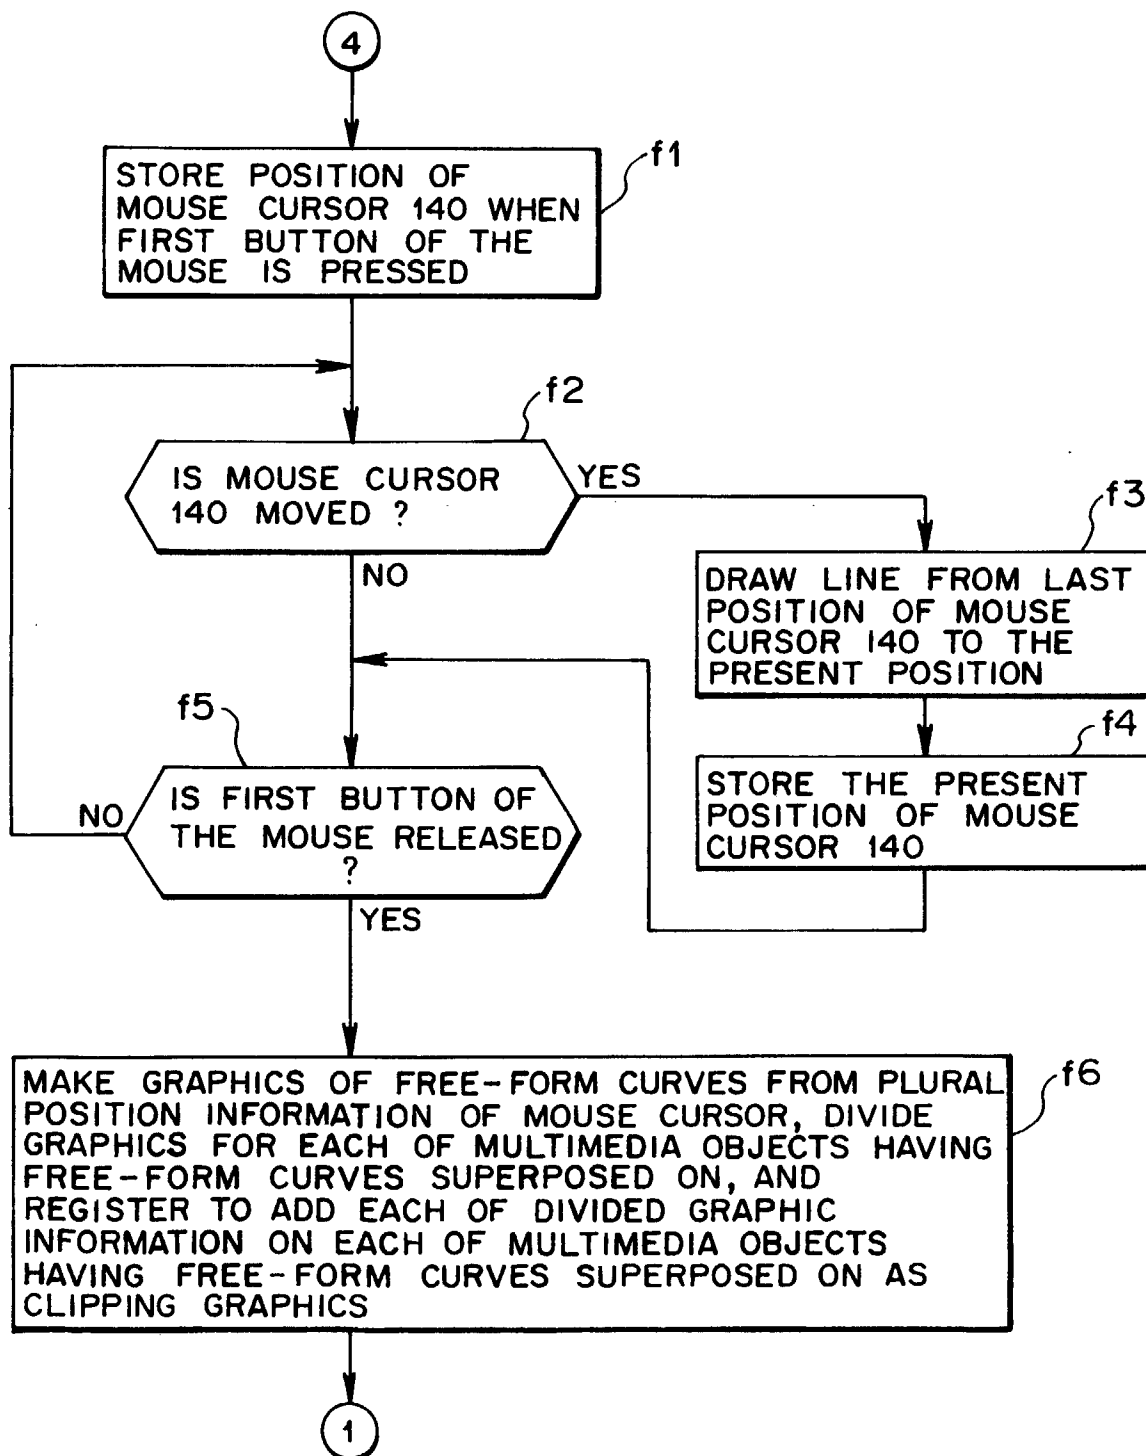 4
f1
STORE POSITION OF
MOUSE CURSOR 140 WHEN
FIRST BUTTON OF THE
MOUSE IS PRESSED
f2
IS MOUSE CURSOR
140 MOVED ?
YES
NO
f3
DRAW LINE FROM LAST
POSITION OF MOUSE
CURSOR 140 TO THE
PRESENT POSITION
f4
STORE THE PRESENT
POSITION OF MOUSE
CURSOR 140
f5
IS FIRST BUTTON OF
THE MOUSE RELEASED
?
NO
YES
f6
MAKE GRAPHICS OF FREE-FORM CURVES FROM PLURAL
POSITION INFORMATION OF MOUSE CURSOR, DIVIDE
GRAPHICS FOR EACH OF MULTIMEDIA OBJECTS HAVING
FREE-FORM CURVES SUPERPOSED ON, AND
REGISTER TO ADD EACH OF DIVIDED GRAPHIC
INFORMATION ON EACH OF MULTIMEDIA OBJECTS
HAVING FREE-FORM CURVES SUPERPOSED ON AS
CLIPPING GRAPHICS
1